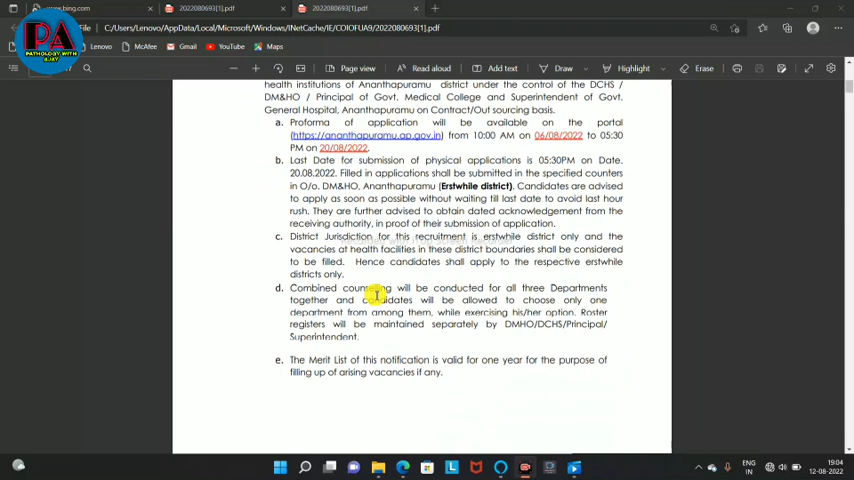 www.bing.com
2022080693[1].pdf
2022080693[1].pdf
File
C:/Users/Lenovo/AppData/Local/Microsoft/Windows/INetCache/IE/COIOFUA9/2022080693[1].pdf
PA
PATHOLOGY WITH
AJAY
Lenovo
McAfee
Gmail
YouTube
Maps
Page view
Read aloud
Add text
Draw
Highlight
Erase
health institutions of Ananthapuramu district under the control of the DCHS /
DM&HO / Principal of Govt. Medical College and Superintendent of Govt.
General Hospital, Ananthapuramu on Contract/Out sourcing basis.
a. Proforma of application will be available on the portal
(https://ananthapuramu.ap.gov.in) from 10:00 AM on 06/08/2022 to 05:30
PM on 20/08/2022.
b. Last Date for submission of physical applications is 05:30PM on Date.
20.08.2022. Filled in applications shall be submitted in the specified counters
in O/o. DM&HO, Ananthapuramu (Erstwhile district). Candidates are advised
to apply as soon as possible without waiting till last date to avoid last hour
rush. They are further advised to obtain dated acknowledgement from the
receiving authority, in proof of their submission of application.
c. District Jurisdiction for this recruitment is erstwhile district only and the
vacancies at health facilities in these district boundaries shall be considered
to be filled. Hence candidates shall apply to the respective erstwhile
districts only.
d. Combined counseling will be conducted for all three Departments
together and candidates will be allowed to choose only one
department from among them, while exercising his/her option. Roster
registers will be maintained separately by DMHO/DCHS/Principal/
Superintendent.
e. The Merit List of this notification is valid for one year for the purpose of
filling up of arising vacancies if any.
ENG
IN
19:04
12-08-2022